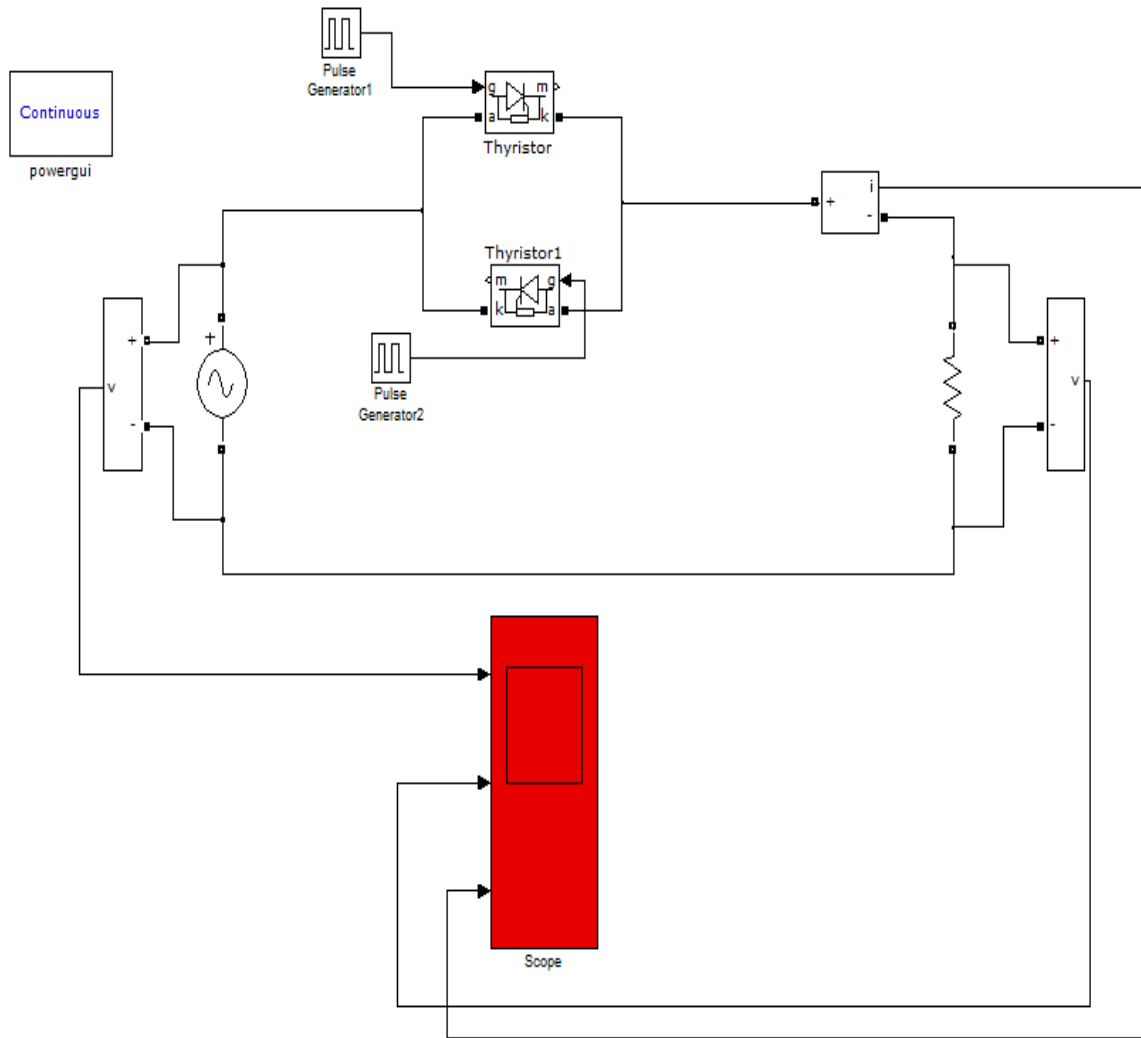 Pulse
Generator1
Continuous
powergui
g m
a k
Thyristor
i
+
-
Thyristor1
m g
k a
+
+
v
-
Pulse
Generator2
+
v
-
Scope